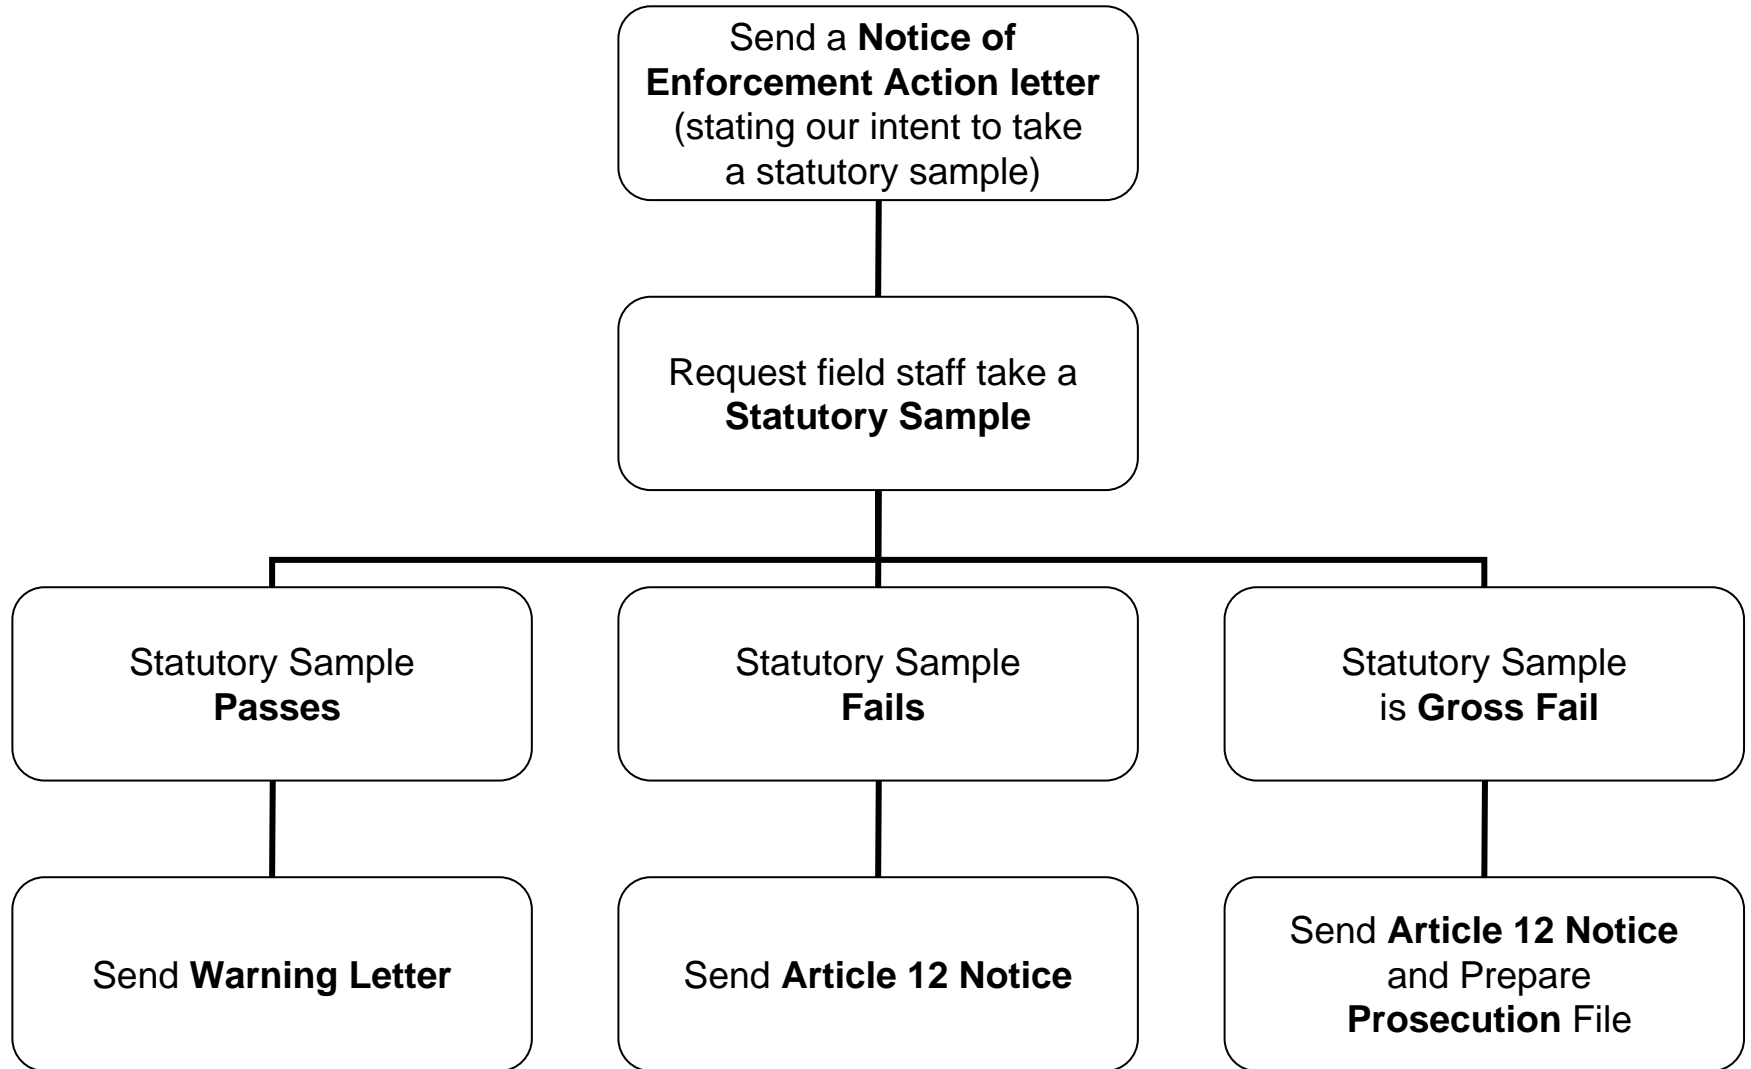 Send a Notice of
Enforcement Action letter
(stating our intent to take
a statutory sample)
Request field staff take a
Statutory Sample
Statutory Sample
Passes
Statutory Sample
Fails
Statutory Sample
is Gross Fail
Send Warning Letter
Send Article 12 Notice
Send Article 12 Notice
and Prepare
Prosecution File